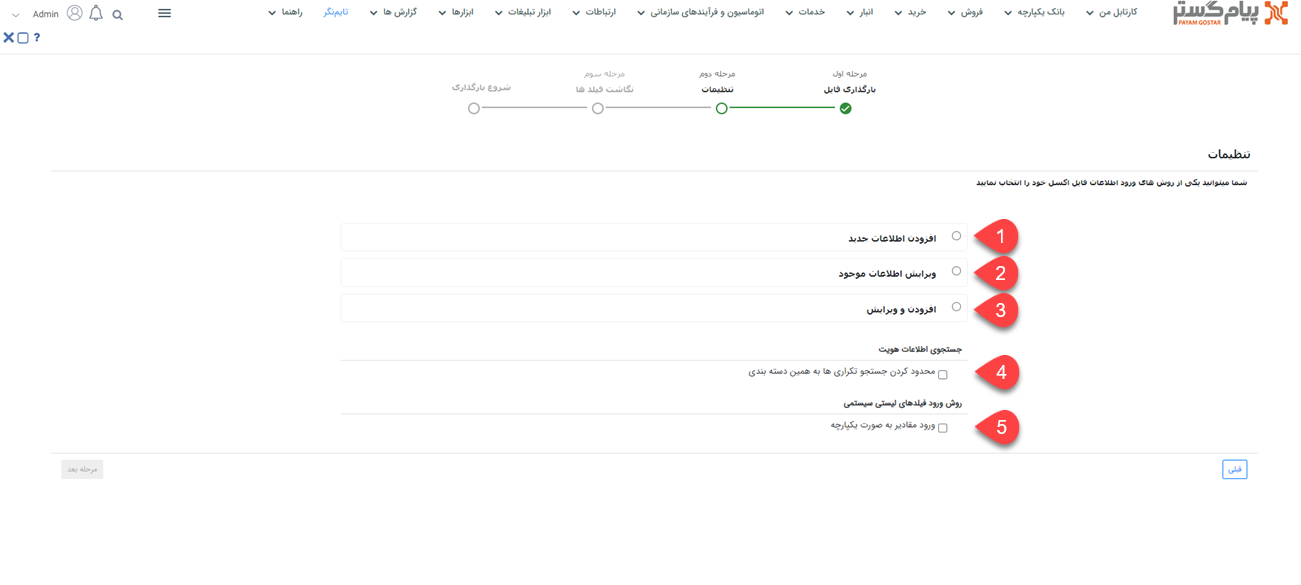 پیام گستر
PAYAM GOSTAR
کارتابل من
بانک یکپارچه
فروش
خرید
انبار
خدمات
اتوماسیون و فرآیندهای سازمانی
ارتباطات
ابزار تبلیغات
ابزارها
گزارش ها
تایم‌نگر
راهنما
Admin
?
مرحله اول
بارگذاری فایل
مرحله دوم
تنظیمات
مرحله سوم
نگاشت فیلد ها
شروع بارگذاری
تنظیمات
شما میتوانید یکی از روش های ورود اطلاعات فایل اکسل خود را انتخاب نمایید
افزودن اطلاعات جدید
1
ویرایش اطلاعات موجود
2
افزودن و ویرایش
3
جستجوی اطلاعات هویت
محدود کردن جستجو تکراری ها به همین دسته بندی
4
روش ورود فیلدهای لیستی سیستمی
ورود مقادیر به صورت یکپارچه
5
قبلی
مرحله بعد